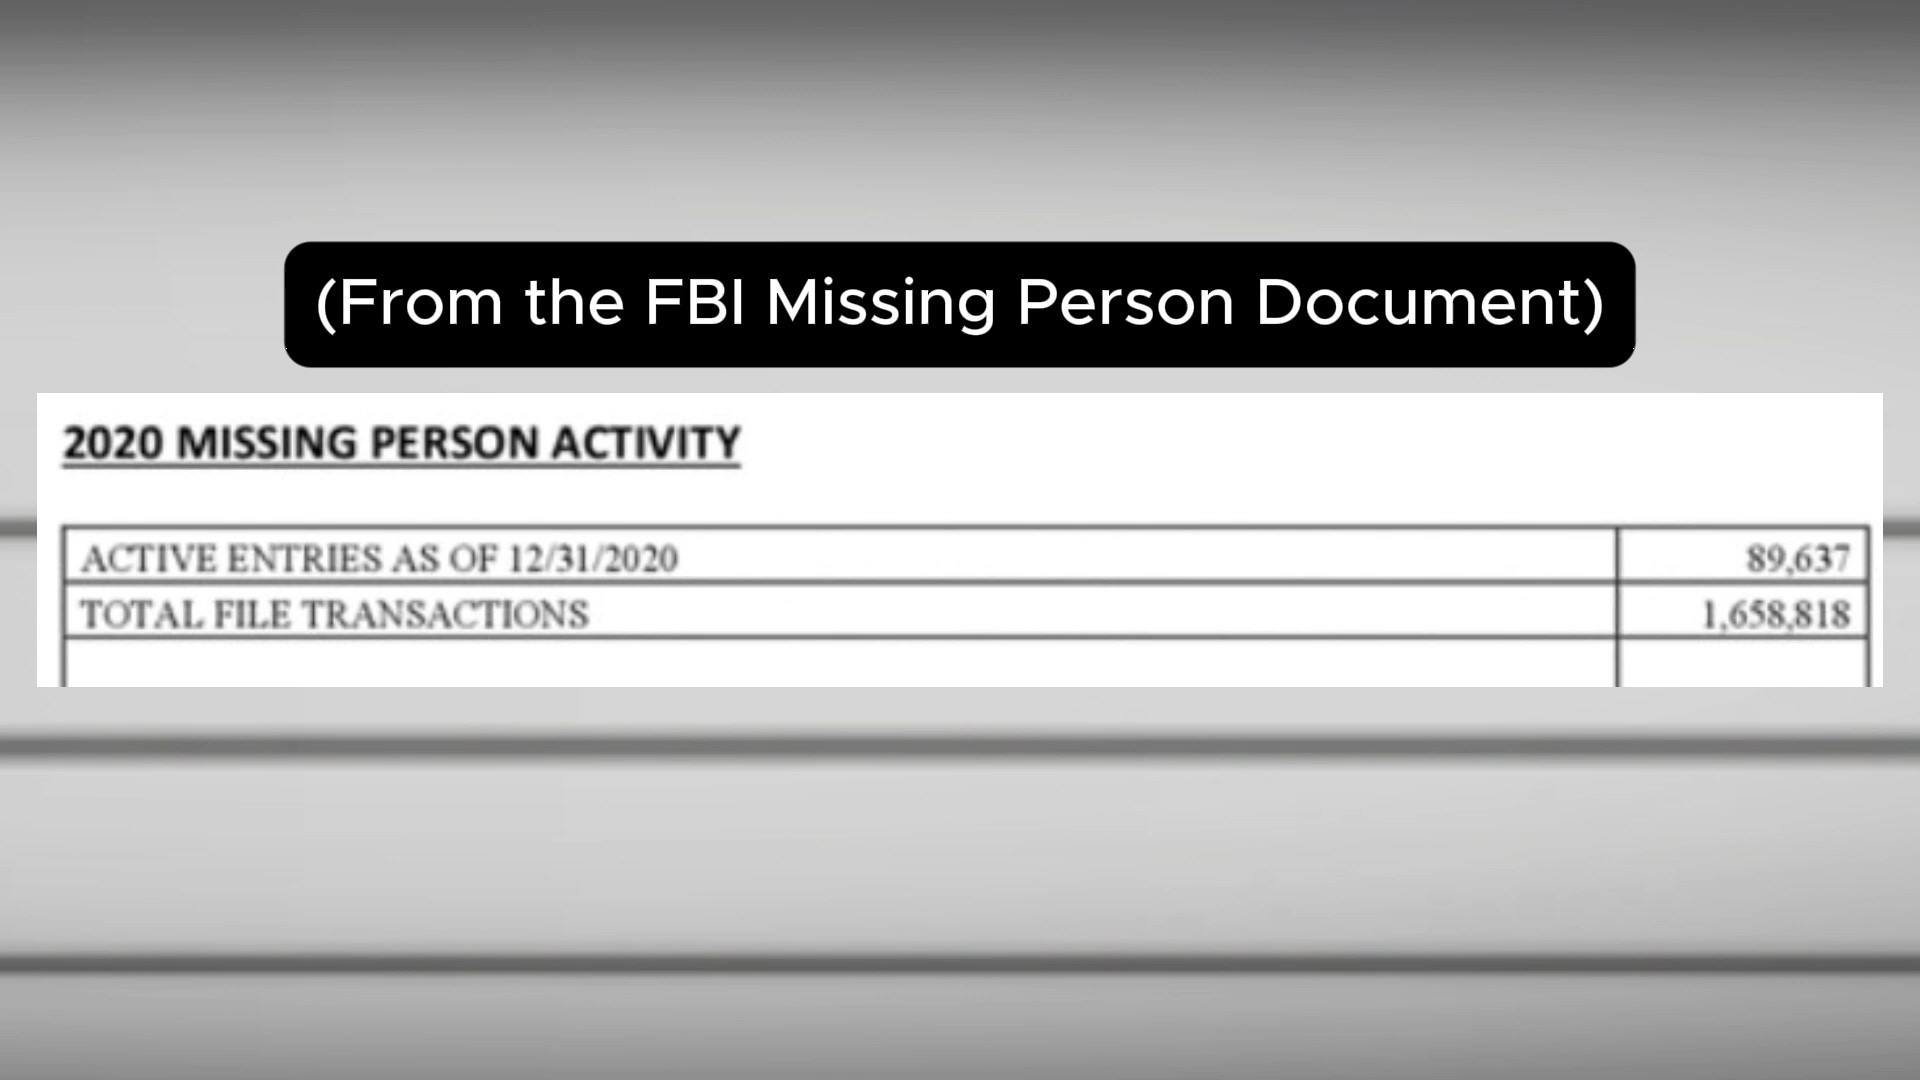 (From the FBI Missing Person Document)
2020 MISSING PERSON ACTIVITY
ACTIVE ENTRIES AS OF 12/31/2020 89,637
TOTAL FILE TRANSACTIONS 1,658,818